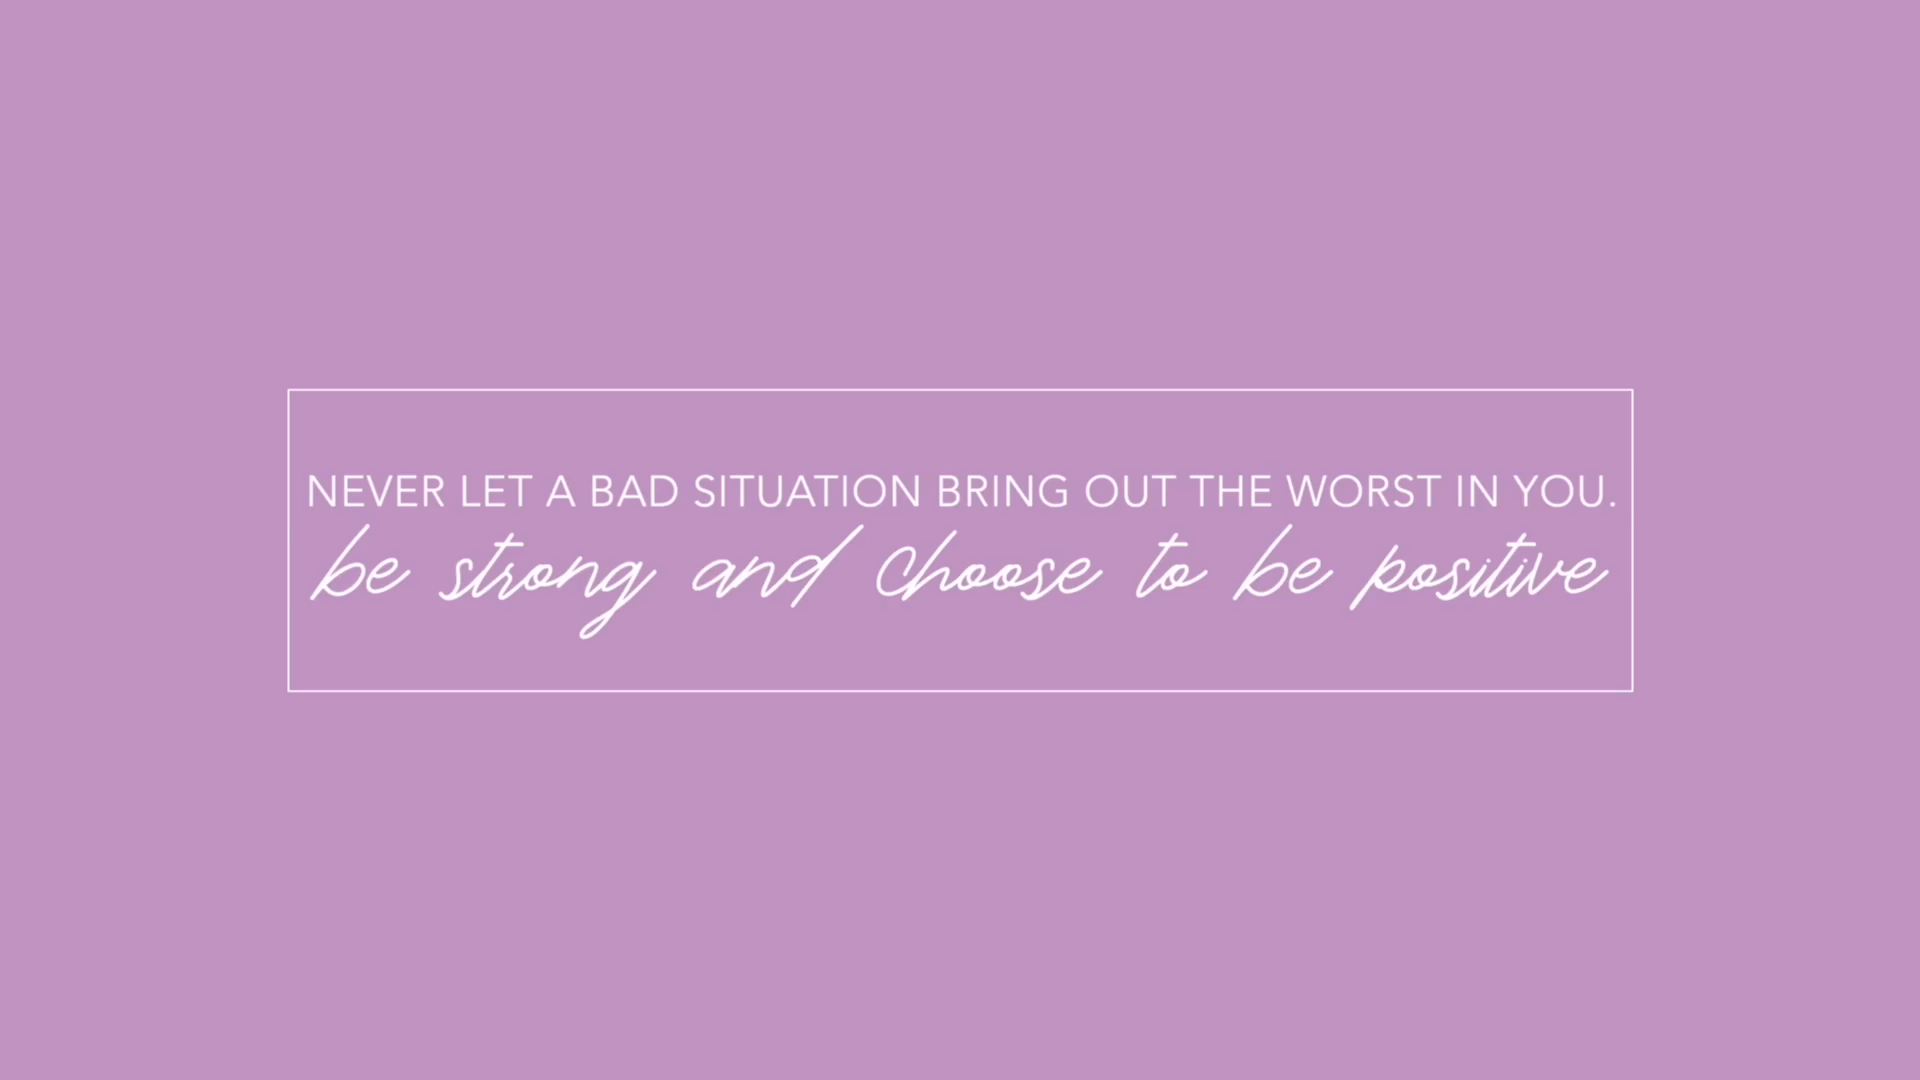 NEVER LET A BAD SITUATION BRING OUT THE WORST IN YOU.
be strong and choose to be positive